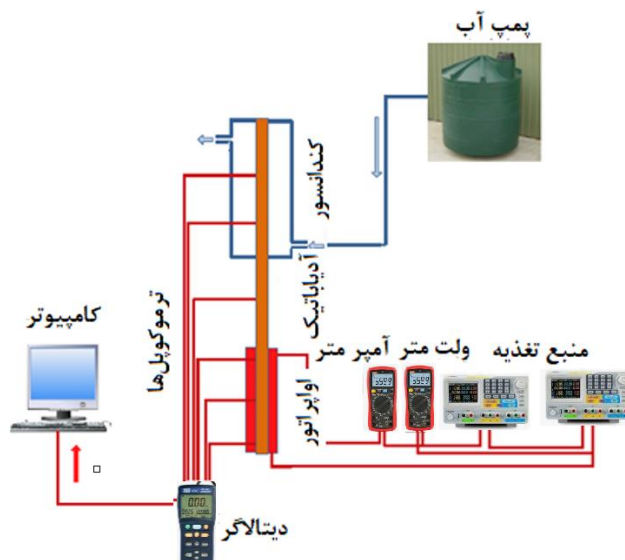 پمپ آب
کندانسور
آدیاباتیک
ترموکوپل‌ها
کامپیوتر
منبع تغذیه
ولت متر
آمپر متر
اواپراتور
دیتالاگر